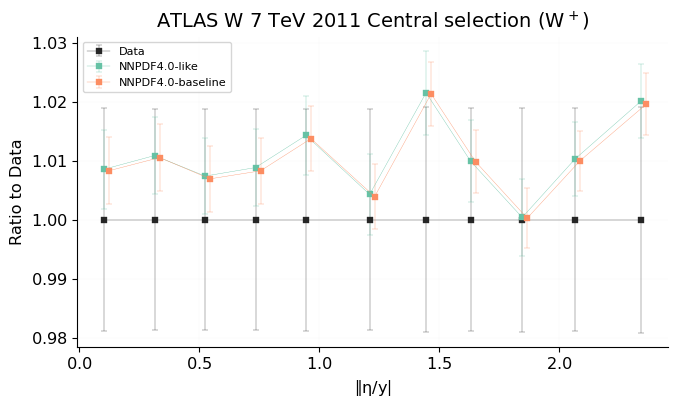 ATLAS W 7 TeV 2011 Central selection (W⁺)
Data
NNPDF4.0-like
NNPDF4.0-baseline
Ratio to Data
1.03
1.02
1.01
1.00
0.99
0.98
0.0 0.5 1.0 1.5 2.0
‖η/y|